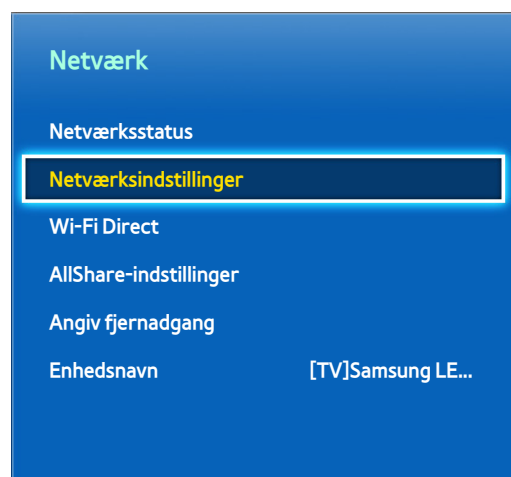 Netværk
Netværksstatus
Netværksindstillinger
Wi-Fi Direct
AllShare-indstillinger
Angiv fjernadgang
Enhedsnavn [TV]Samsung LE...